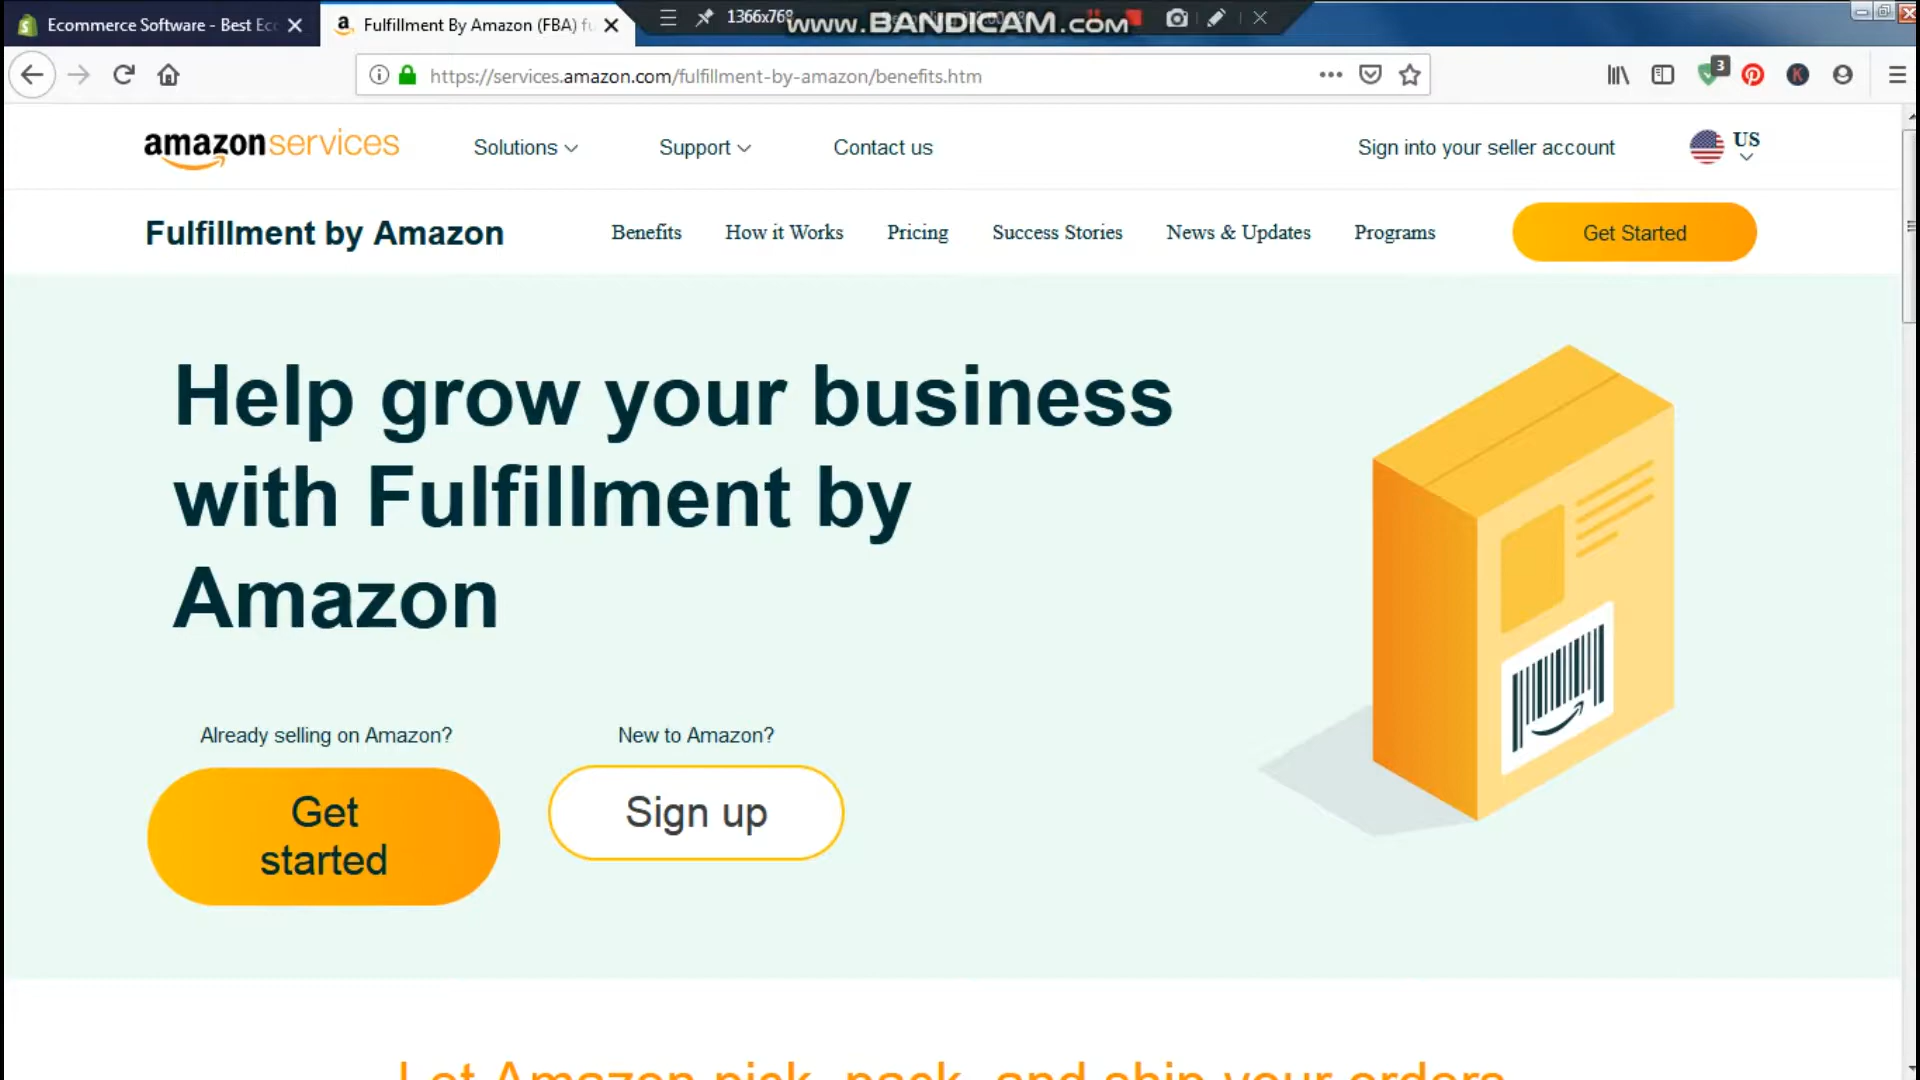 Ecommerce Software - Best Ec
Fulfillment By Amazon (FBA) fu
1366x768
www.BANDICAM.com
https://services.amazon.com/fulfillment-by-amazon/benefits.htm
3
amazonservices
Solutions
Support
Contact us
Sign into your seller account
US
Fulfillment by Amazon
Benefits
How it Works
Pricing
Success Stories
News & Updates
Programs
Get Started
Help grow your business
with Fulfillment by
Amazon
Already selling on Amazon?
New to Amazon?
Get
started
Sign up
Let Amazon pick, pack, and ship your orders